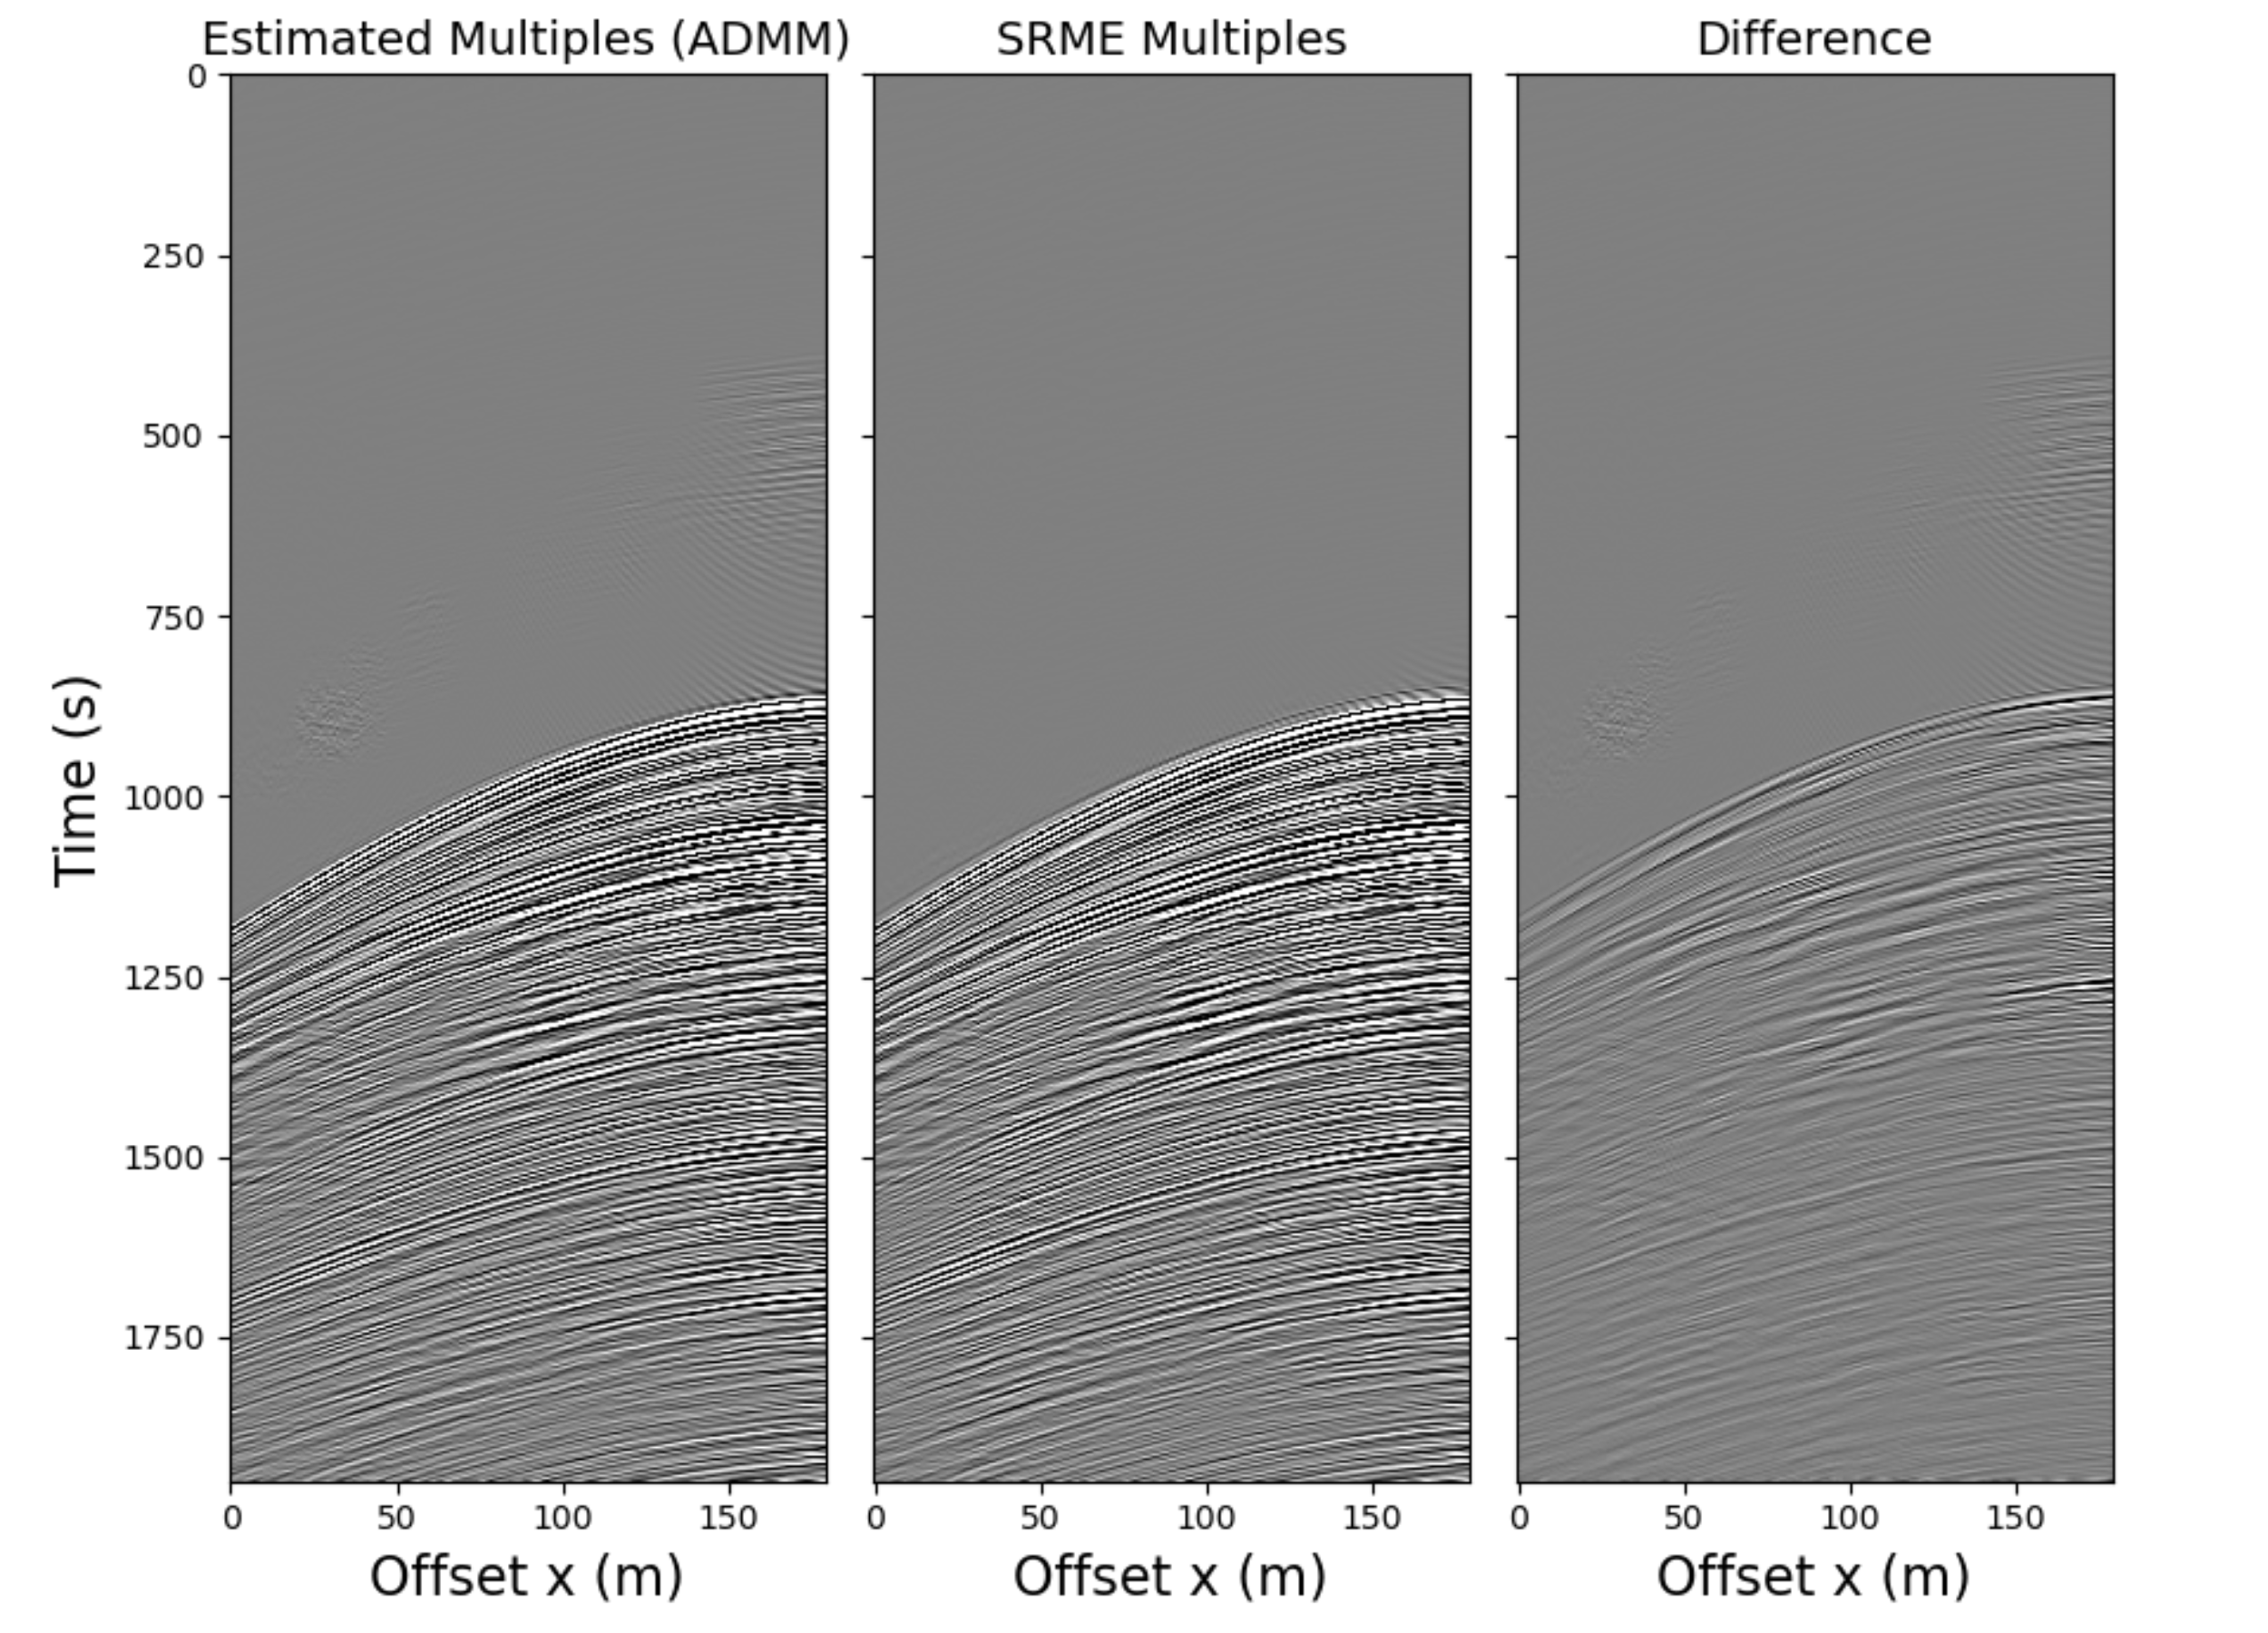 Estimated Multiples (ADMM) SRME Multiples Difference
0
250
500
750
1000
1250
1500
1750
Time (s)
0 50 100 150 0 50 100 150 0 50 100 150
Offset x (m) Offset x (m) Offset x (m)